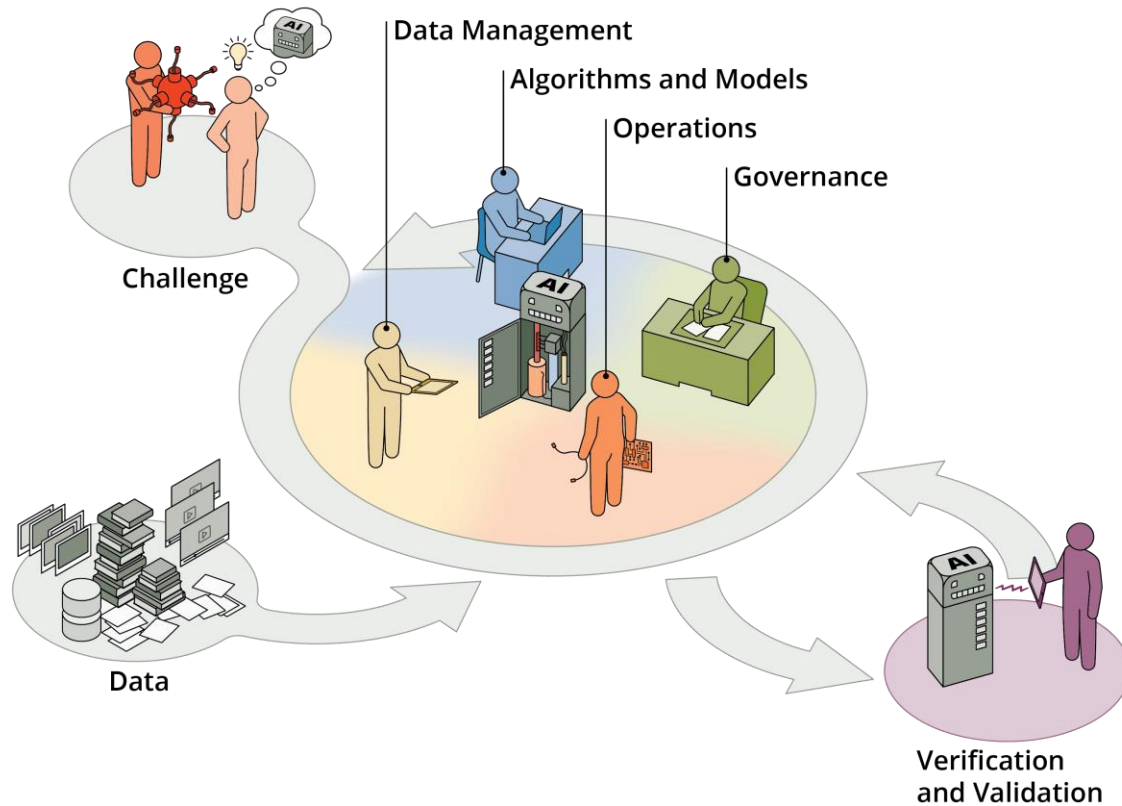 AI
Data Management
Algorithms and Models
Operations
Governance
Challenge
AI
Data
AI
Verification
and Validation